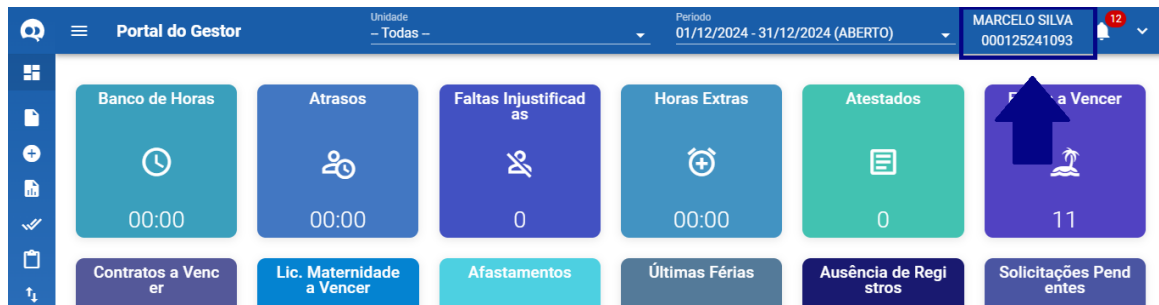 Portal do Gestor
Unidade
-- Todas --
Periodo
01/12/2024 - 31/12/2024 (ABERTO)
MARCELO SILVA
000125241093
12
Banco de Horas
00:00
Atrasos
00:00
Faltas Injustificad
as
0
Horas Extras
00:00
Atestados
0
a Vencer
11
Contratos a Venc
er
Lic. Maternidade
a Vencer
Afastamentos
Últimas Férias
Ausência de Regi
stros
Solicitações Pend
entes